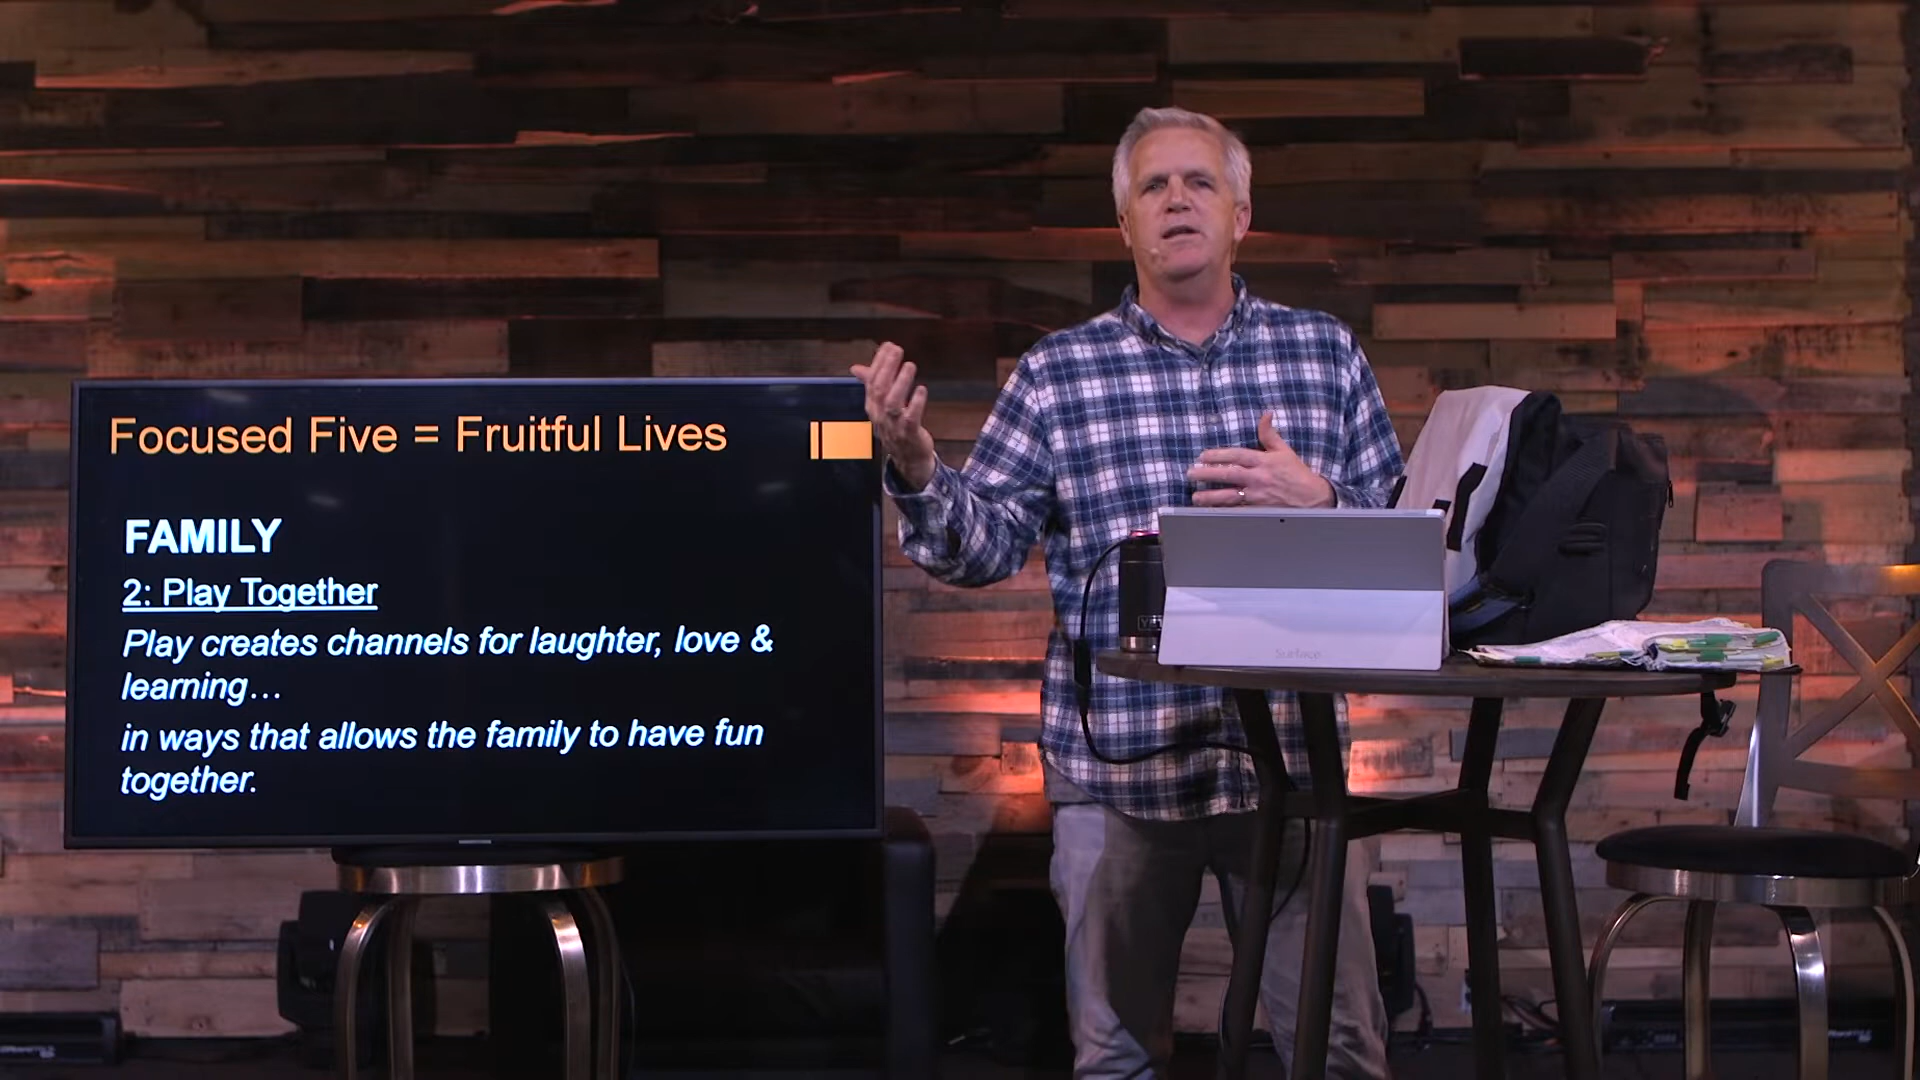 Focused Five = Fruitful Lives
FAMILY
2: Play Together
Play creates channels for laughter, love &
learning…
in ways that allows the family to have fun
together.
Surface